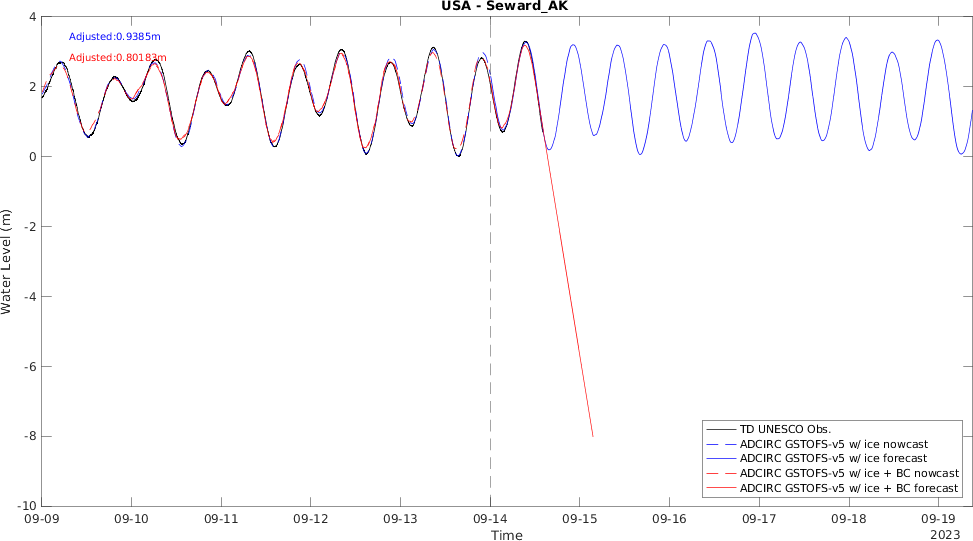 USA - Seward_AK
4
Adjusted:0.9385m
Adjusted:0.80183m
2
0
-2
Water Level (m)
-4
-6
-8
-10
TD UNESCO Obs.
ADCIRC GSTOFS-v5 w/ ice nowcast
ADCIRC GSTOFS-v5 w/ ice forecast
ADCIRC GSTOFS-v5 w/ ice + BC nowcast
ADCIRC GSTOFS-v5 w/ ice + BC forecast
09-09 09-10 09-11 09-12 09-13 09-14 09-15 09-16 09-17 09-18 09-19
Time
2023